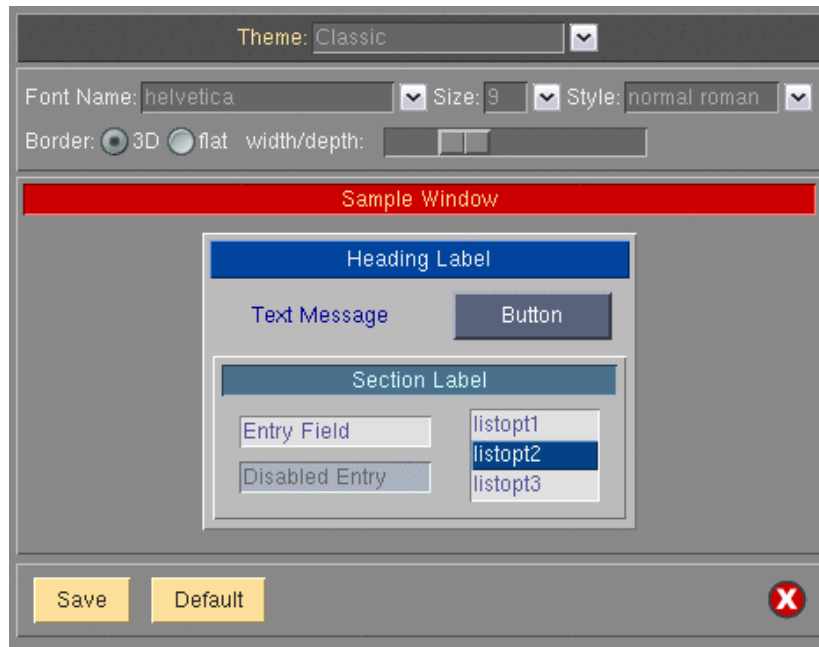 Theme: Classic
Font Name: helvetica Size: 9 Style: normal roman
Border: 3D flat width/depth:
Sample Window
Heading Label
Text Message Button
Section Label
Entry Field listopt1
listopt2
Disabled Entry listopt3
Save Default X